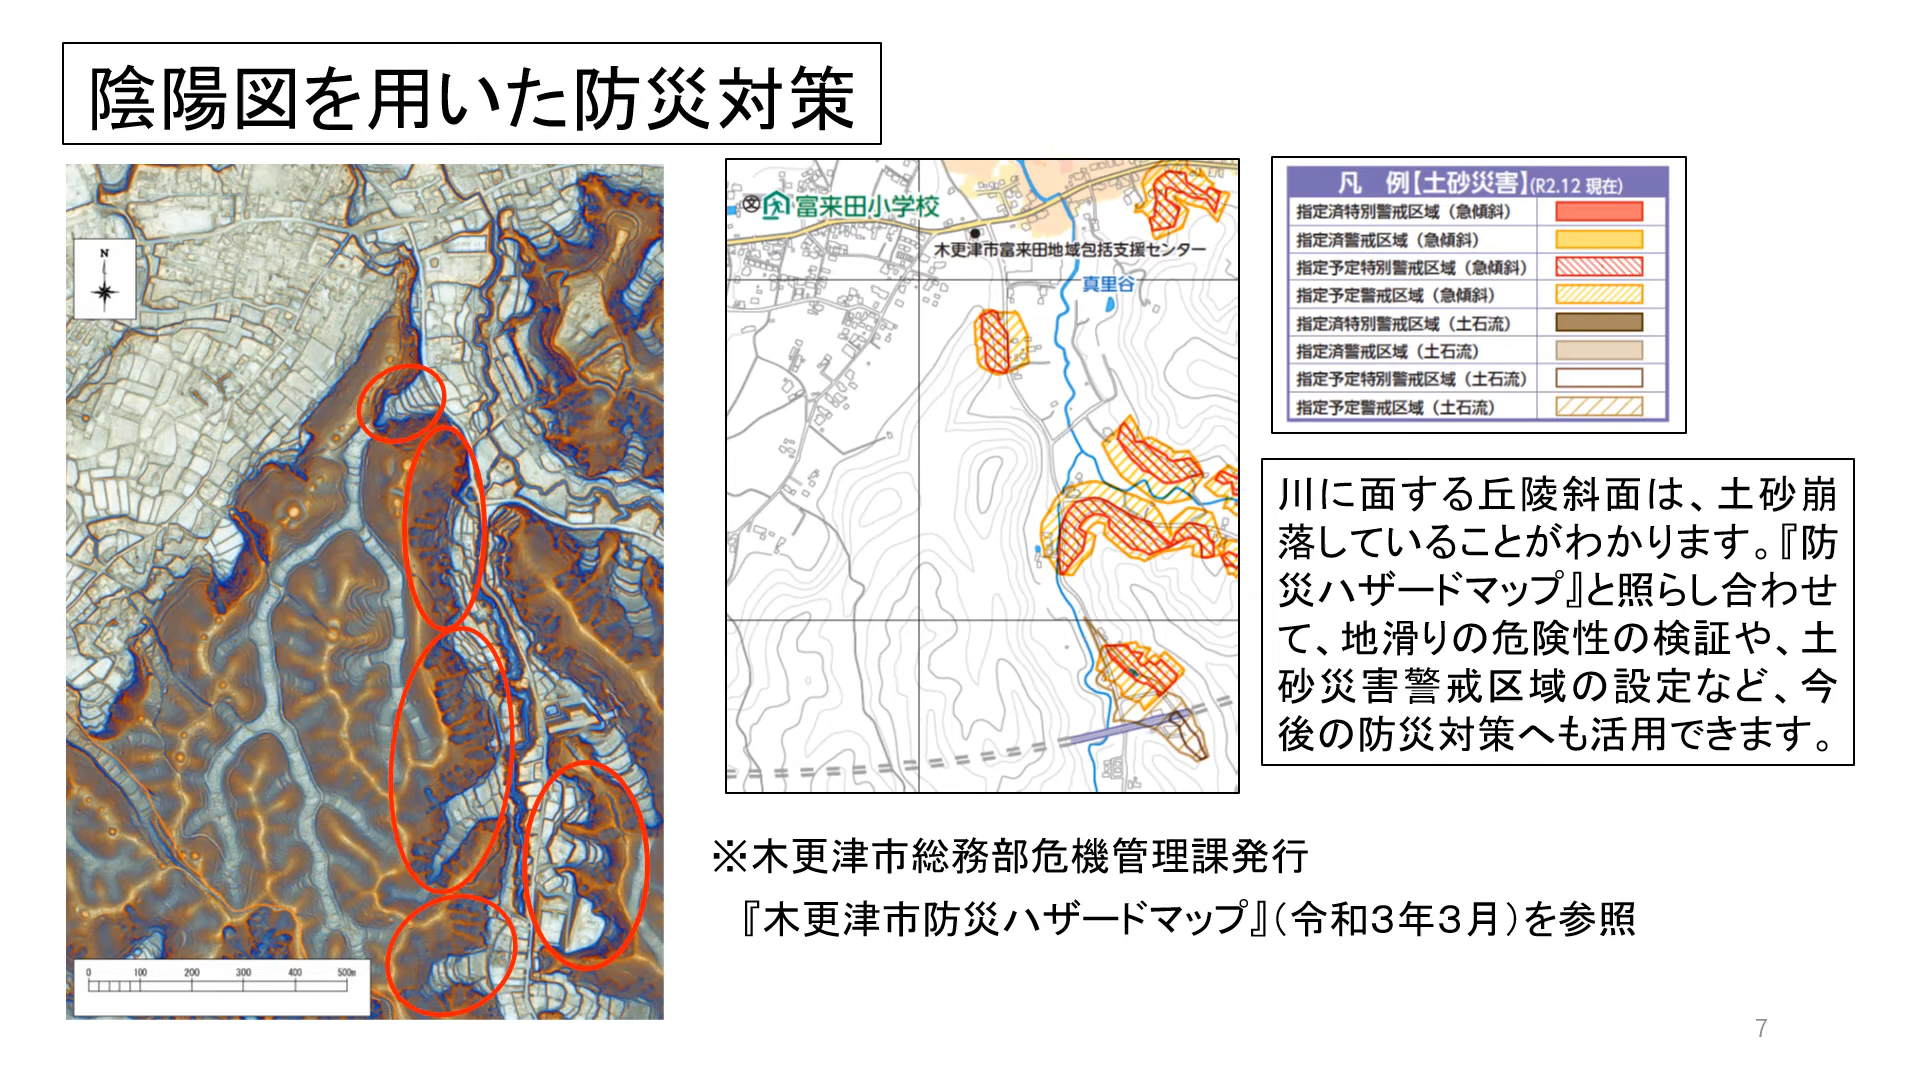 陰陽図を用いた防災対策
N
0 100 200 300 400 500m
富来田小学校
木更津市富来田地域包括支援センター
真里谷
凡 例【土砂災害】(R2.12 現在)
指定済特別警戒区域（急傾斜）
指定済警戒区域（急傾斜）
指定予定特別警戒区域（急傾斜）
指定予定警戒区域（急傾斜）
指定済特別警戒区域（土石流）
指定済警戒区域（土石流）
指定予定特別警戒区域（土石流）
指定予定警戒区域（土石流）
川に面する丘陵斜面は、土砂崩
落していることがわかります。『防
災ハザードマップ』と照らし合わせ
て、地滑りの危険性の検証や、土
砂災害警戒区域の設定など、今
後の防災対策へも活用できます。
※木更津市総務部危機管理課発行
『木更津市防災ハザードマップ』（令和３年３月）を参照
7